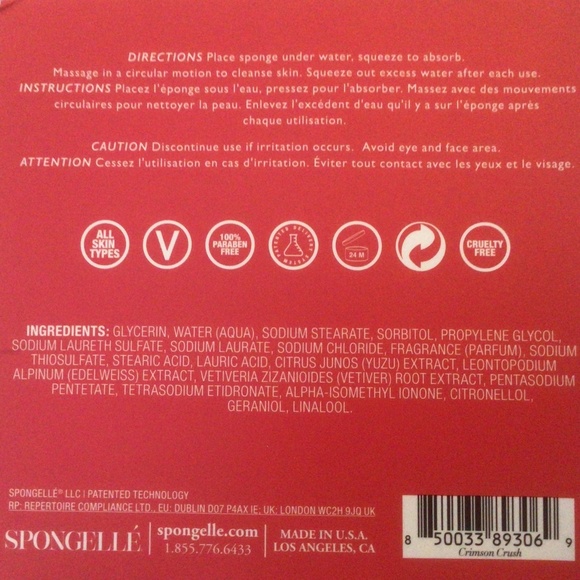 DIRECTIONS Place sponge under water, squeeze to absorb.
Massage in a circular motion to cleanse skin. Squeeze out excess water after each use.
INSTRUCTIONS Placez l'éponge sous l'eau, pressez pour l'absorber. Massez avec des mouvements
circulaires pour nettoyer la peau. Enlevez l'excédent d'eau qu'il y a sur l'éponge après
chaque utilisation.
CAUTION Discontinue use if irritation occurs. Avoid eye and face area.
ATTENTION Cessez l'utilisation en cas d'irritation. Éviter tout contact avec les yeux et le visage.
ALL
SKIN
TYPES
V
100%
PARABEN
FREE
PATENTED DELIVERY SYSTEM
24 M
CRUELTY
FREE
INGREDIENTS: GLYCERIN, WATER (AQUA), SODIUM STEARATE, SORBITOL, PROPYLENE GLYCOL,
SODIUM LAURETH SULFATE, SODIUM LAURATE, SODIUM CHLORIDE, FRAGRANCE (PARFUM), SODIUM
THIOSULFATE, STEARIC ACID, LAURIC ACID, CITRUS JUNOS (YUZU) EXTRACT, LEONTOPODIUM
ALPINUM (EDELWEISS) EXTRACT, VETIVERIA ZIZANIOIDES (VETIVER) ROOT EXTRACT, PENTASODIUM
PENTETATE, TETRASODIUM ETIDRONATE, ALPHA-ISOMETHYL IONONE, CITRONELLOL,
GERANIOL, LINALOOL.
SPONGELLÉ® LLC | PATENTED TECHNOLOGY
RP: REPERTOIRE COMPLIANCE LTD., EU: DUBLIN D07 P4AX IE; UK: LONDON WC2H 9JQ UK
SPONGELLÉ
spongelle.com
1.855.776.6433
MADE IN U.S.A.
LOS ANGELES, CA
8 50033 89306 9
Crimson Crush